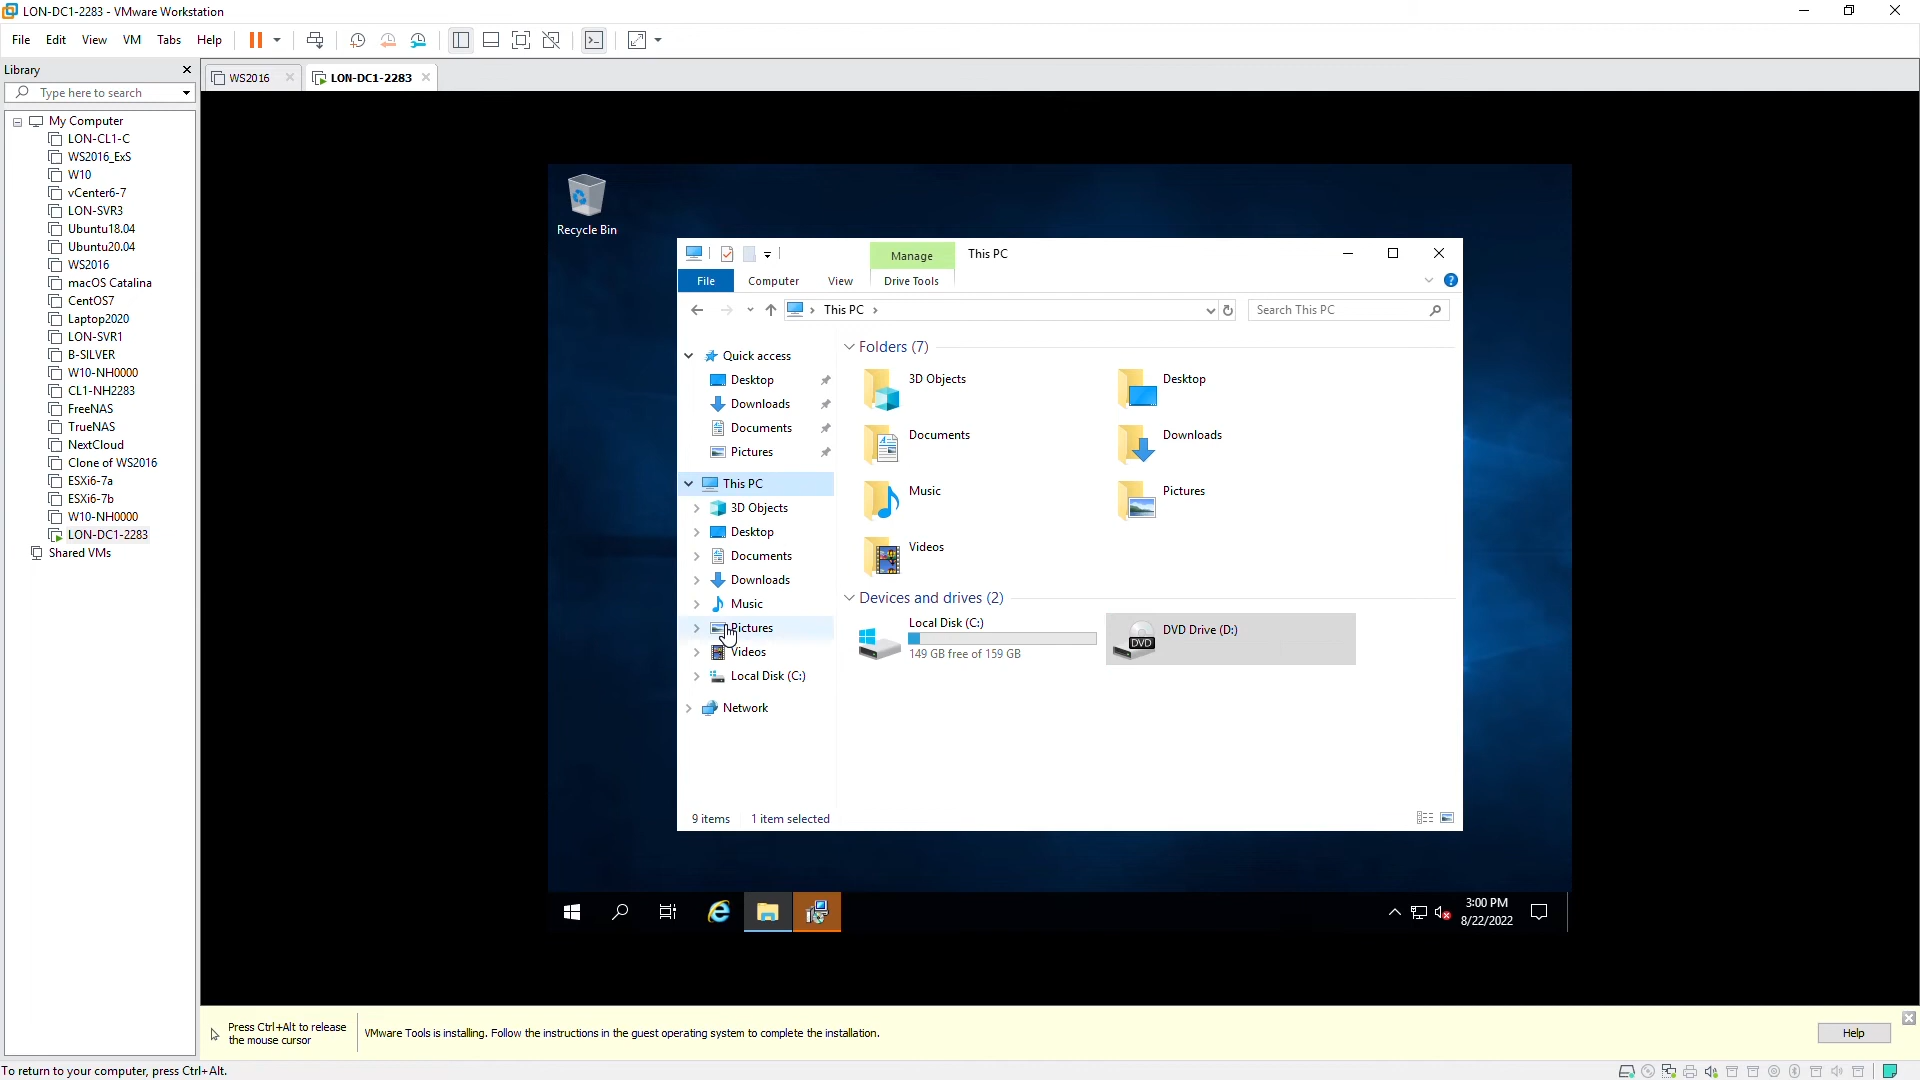 LON-DC1-2283 - VMware Workstation
File Edit View VM Tabs Help
Library
WS2016
LON-DC1-2283
Type here to search
My Computer
LON-CL1-C
WS2016_ExS
W10
vCenter6-7
LON-SVR3
Ubuntu18.04
Ubuntu20.04
WS2016
macOS Catalina
CentOS7
Laptop2020
LON-SVR1
B-SILVER
W10-NH0000
CL1-NH2283
FreeNAS
TrueNAS
NextCloud
Clone of WS2016
ESXi6-7a
ESXi6-7b
W10-NH0000
LON-DC1-2283
Shared VMs
Recycle Bin
Manage
This PC
File
Computer
View
Drive Tools
This PC
Search This PC
Quick access
Desktop
Downloads
Documents
Pictures
This PC
3D Objects
Desktop
Documents
Downloads
Music
Pictures
Videos
Local Disk (C:)
Network
Folders (7)
3D Objects
Desktop
Documents
Downloads
Music
Pictures
Videos
Devices and drives (2)
Local Disk (C:)
149 GB free of 159 GB
DVD
DVD Drive (D:)
9 items
1 item selected
3:00 PM
8/22/2022
Press Ctrl+Alt to release
the mouse cursor
VMware Tools is installing. Follow the instructions in the guest operating system to complete the installation.
Help
To return to your computer, press Ctrl+Alt.